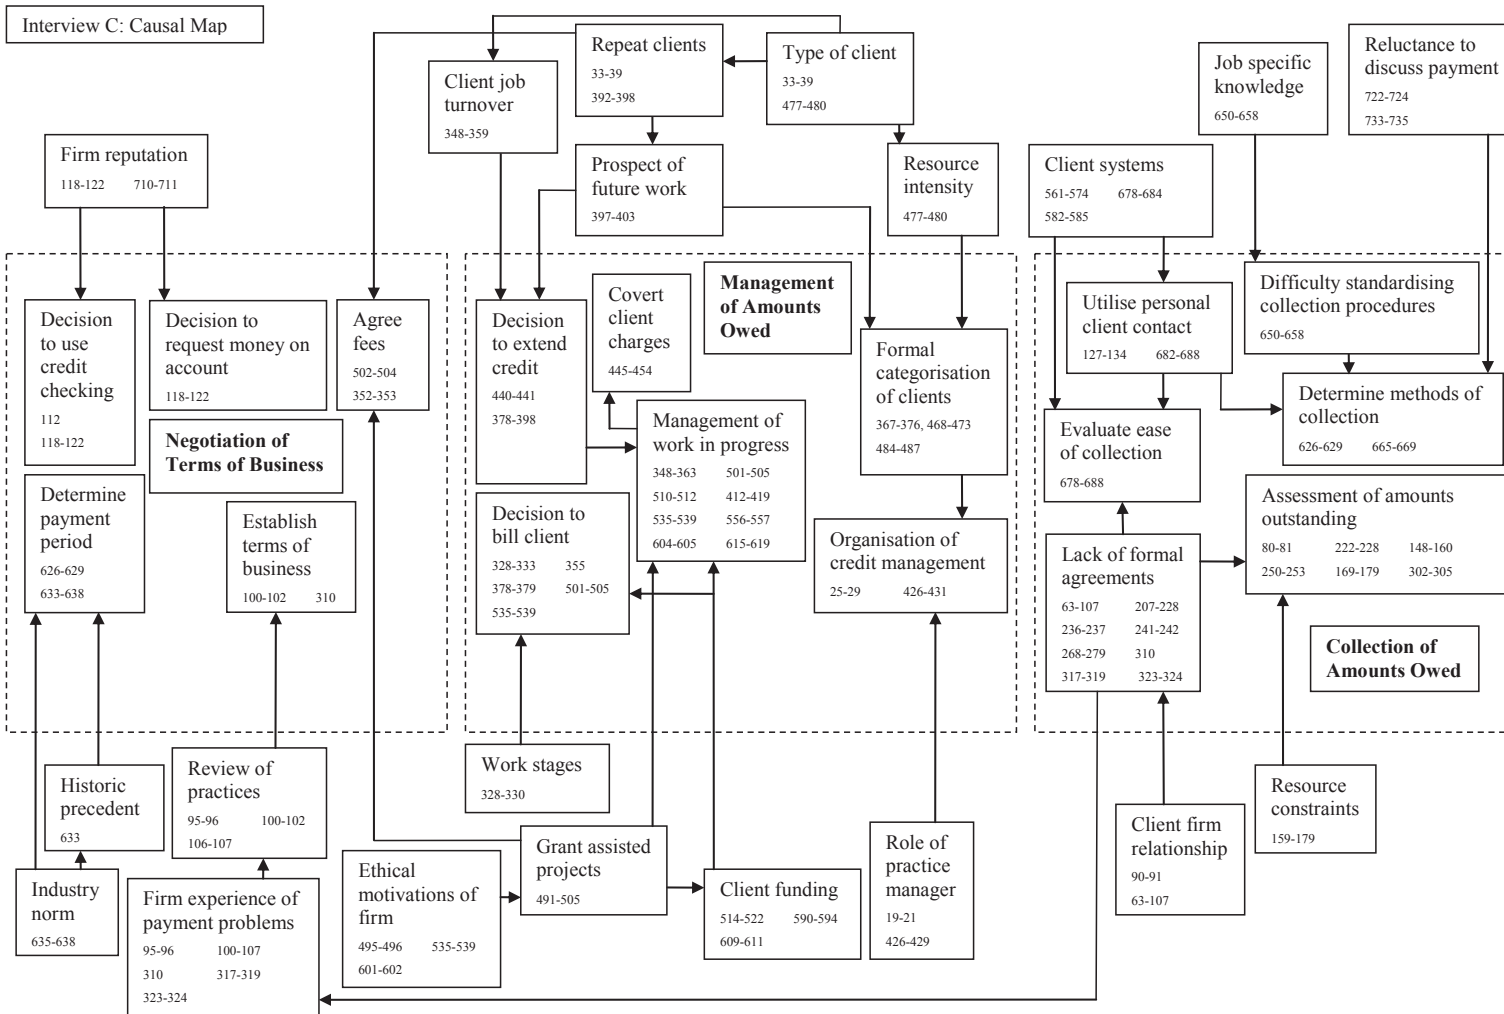 Interview C: Causal Map
Repeat clients
33-39
392-398
Type of client
33-39
477-480
Client job
turnover
348-359
Job specific
knowledge
650-658
Reluctance to
discuss payment
722-724
733-735
Firm reputation
118-122 710-711
Prospect of
future work
397-403
Resource
intensity
477-480
Client systems
561-574 678-684
582-585
Decision
to use
credit
checking
112
118-122
Decision to
request money on
account
118-122
Agree
fees
502-504
352-353
Negotiation of
Terms of Business
Determine
payment
period
626-629
633-638
Establish
terms of
business
100-102 310
Decision
to extend
credit
440-441
378-398
Covert
client
charges
445-454
Management
of Amounts
Owed
Formal
categorisation
of clients
367-376, 468-473
484-487
Management of
work in progress
348-363 501-505
510-512 412-419
535-539 556-557
604-605 615-619
Decision to
bill client
328-333 355
378-379 501-505
535-539
Organisation of
credit management
25-29 426-431
Utilise personal
client contact
127-134 682-688
Difficulty standardising
collection procedures
650-658
Determine methods of
collection
626-629 665-669
Evaluate ease
of collection
678-688
Assessment of amounts
outstanding
80-81 222-228 148-160
250-253 169-179 302-305
Lack of formal
agreements
63-107 207-228
236-237 241-242
268-279 310
317-319 323-324
Collection of
Amounts Owed
Work stages
328-330
Historic
precedent
633
Review of
practices
95-96 100-102
106-107
Industry
norm
635-638
Firm experience of
payment problems
95-96 100-107
310 317-319
323-324
Ethical
motivations of
firm
495-496 535-539
601-602
Grant assisted
projects
491-505
Client funding
514-522 590-594
609-611
Role of
practice
manager
19-21
426-429
Client firm
relationship
90-91
63-107
Resource
constraints
159-179